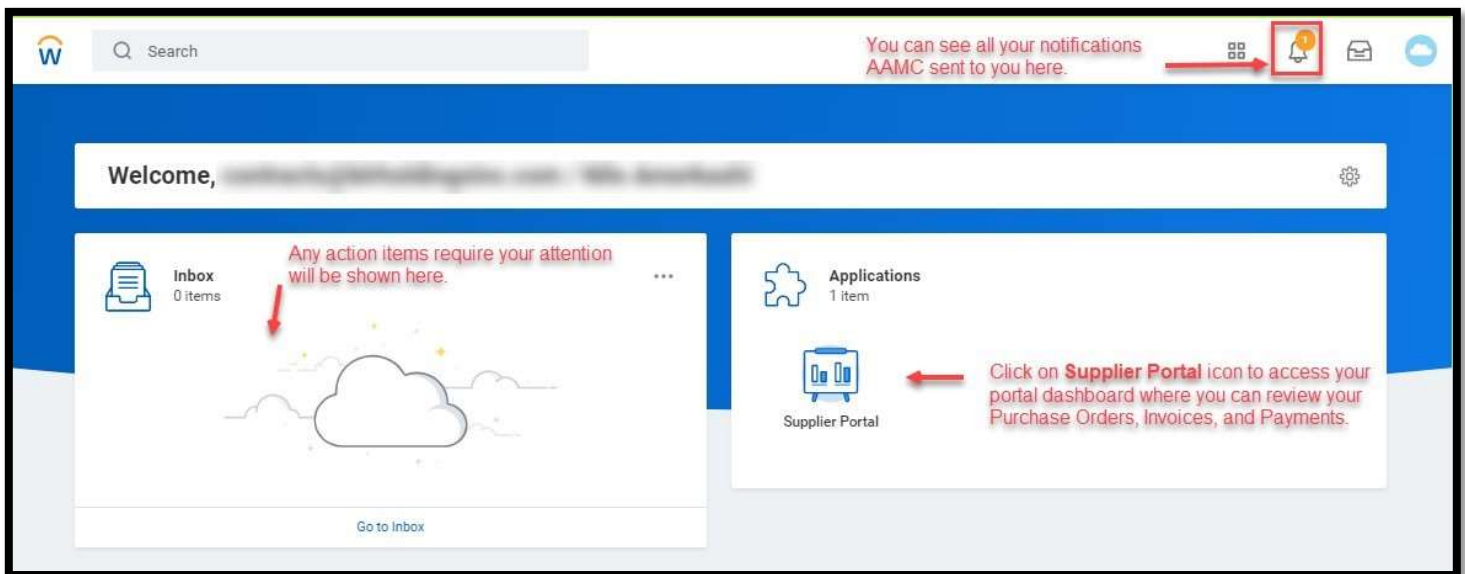 W
Search
You can see all your notifications
AAMC sent to you here.
1
Welcome,
Inbox
0 items
Any action items require your attention
will be shown here.
Go to Inbox
Applications
1 item
Supplier Portal
Click on Supplier Portal icon to access your
portal dashboard where you can review your
Purchase Orders, Invoices, and Payments.